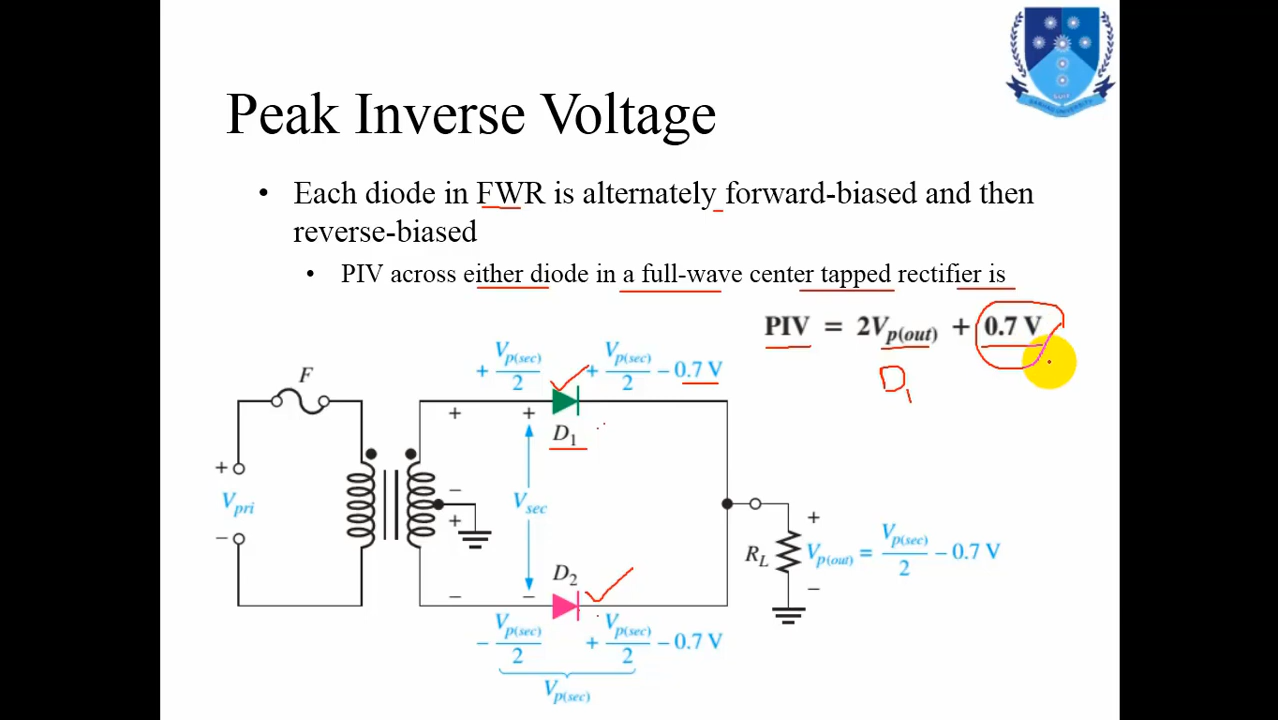 Peak Inverse Voltage
• Each diode in FWR is alternately forward-biased and then
reverse-biased
• PIV across either diode in a full-wave center tapped rectifier is
PIV = 2Vp(out) + 0.7 V
D1
+ Vp(sec)/2
+ Vp(sec)/2 − 0.7 V
F
+ +
D1
+
Vpri
−
−
+
Vsec
D2
− −
RL
+
Vp(out) = Vp(sec)/2 − 0.7 V
−
− Vp(sec)/2
+ Vp(sec)/2 − 0.7 V
Vp(sec)